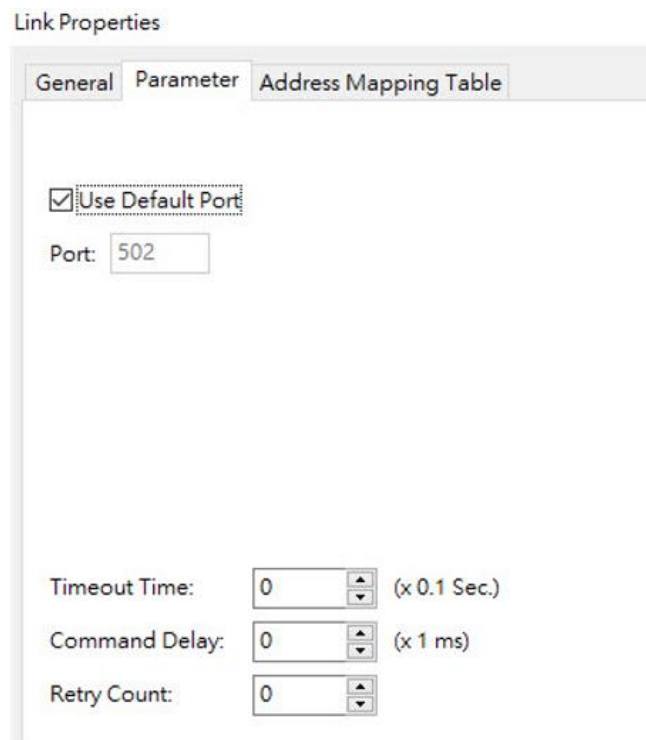 Link Properties
General Parameter Address Mapping Table
Use Default Port
Port: 502
Timeout Time: 0 (x 0.1 Sec.)
Command Delay: 0 (x 1 ms)
Retry Count: 0